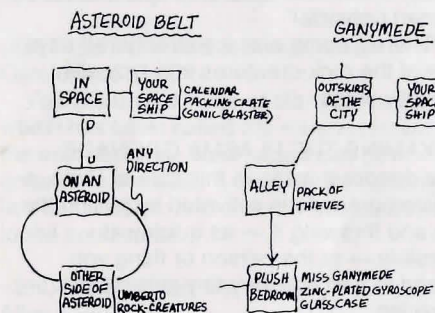 ASTEROID BELT
GANYMEDE
IN
SPACE
YOUR
SPACE
SHIP
CALENDAR
PACKING CRATE
(SONIC BLASTER)
OUTSKIRTS
OF THE
CITY
YOUR
SPACE
SHIP
D
U
ANY
DIRECTION
ON AN
ASTEROID
ALLEY
PACK OF
THIEVES
OTHER
SIDE OF
ASTEROID
UMBERTO
ROCK-CREATURES
PLUSH
BEDROOM
MISS GANYMEDE
ZINC-PLATED GYROSCOPE
GLASS CASE